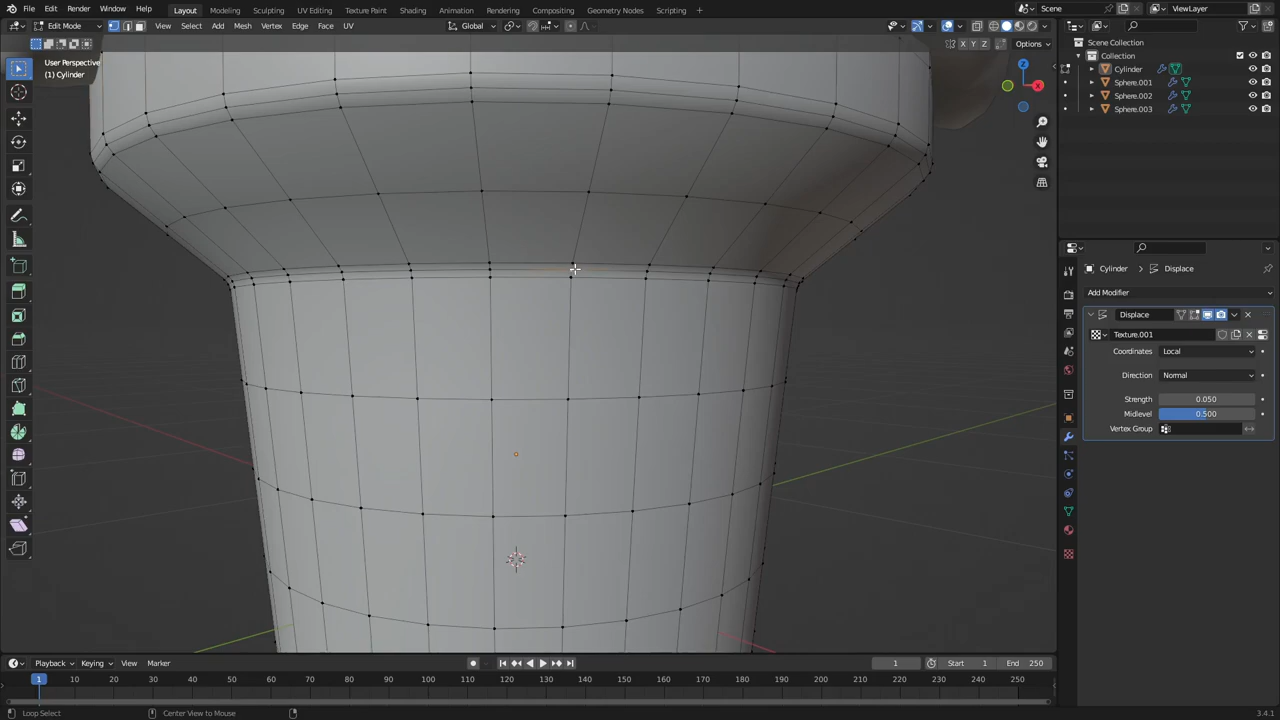 File Edit Render Window Help Layout Modeling Sculpting UV Editing Texture Paint Shading Animation Rendering Compositing Geometry Nodes Scripting Scene ViewLayer
Edit Mode View Select Add Mesh Vertex Edge Face UV Global
X Y Z Options
User Perspective
(1) Cylinder
Z
X
Scene Collection
Collection
Cylinder
Sphere.001
Sphere.002
Sphere.003
Cylinder Displace
Add Modifier
Displace
Texture.001
Coordinates Local
Direction Normal
Strength 0.050
Midlevel 0.500
Vertex Group
Playback Keying View Marker 1 Start 1 End 250
1 10 20 30 40 50 60 70 80 90 100 110 120 130 140 150 160 170 180 190 200 210 220 230 240 250
Loop Select Center View to Mouse 3.4.1